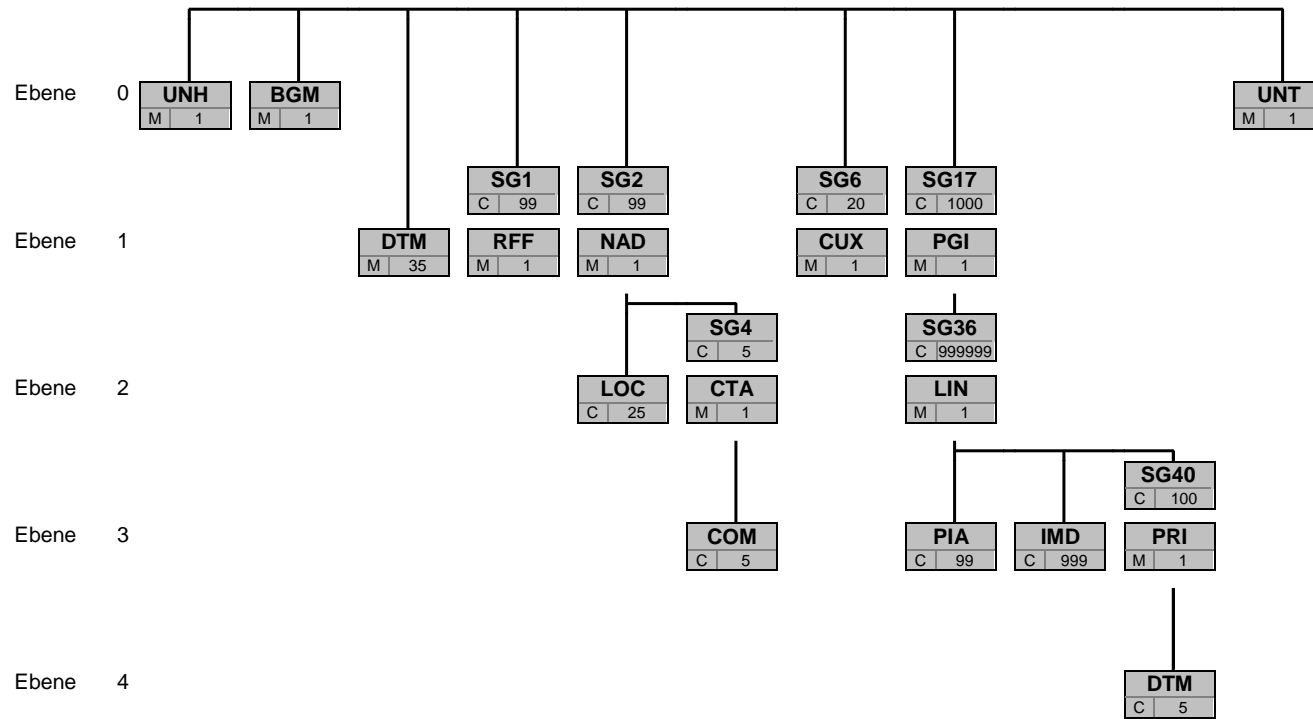 Ebene 0 UNH BGM UNT
M 1 M 1 M 1
SG1 SG2 SG6 SG17
C 99 C 99 C 20 C 1000
Ebene 1 DTM RFF NAD CUX PGI
M 35 M 1 M 1 M 1 M 1
SG4 SG36
C 5 C 999999
Ebene 2 LOC CTA LIN
C 25 M 1 M 1
SG40
C 100
Ebene 3 COM PIA IMD PRI
C 5 C 99 C 999 M 1
Ebene 4 DTM
C 5